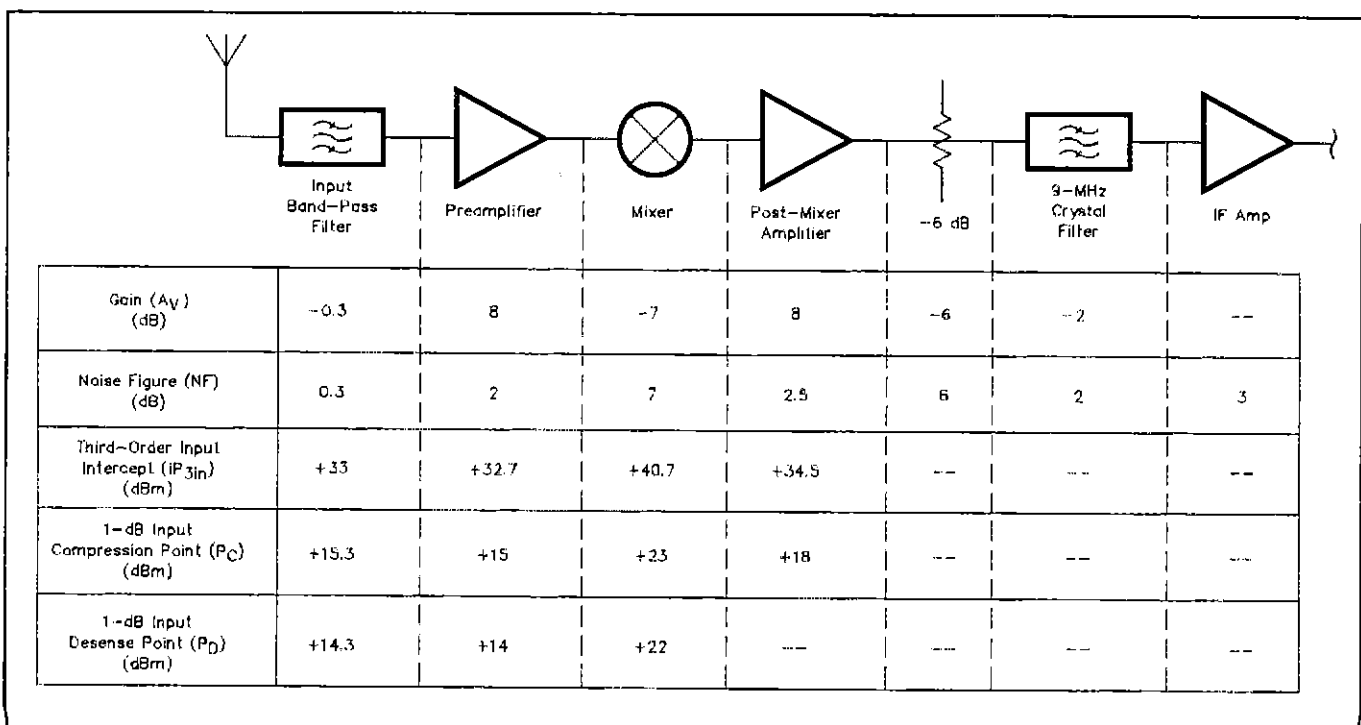 Input
Band-Pass
Filter
Preamplifier
Mixer
Post-Mixer
Amplifier
-6 dB
9-MHz
Crystal
Filter
IF Amp
Gain (AV)
(dB)
-0.3
8
-7
8
-6
-2
--
Noise Figure (NF)
(dB)
0.3
2
7
2.5
6
2
3
Third-Order Input
Intercept (IP3in)
(dBm)
+33
+32.7
+40.7
+34.5
--
--
--
1-dB Input
Compression Point (PC)
(dBm)
+15.3
+15
+23
+18
--
--
--
1-dB Input
Desense Point (PD)
(dBm)
+14.3
+14
+22
--
--
--
--